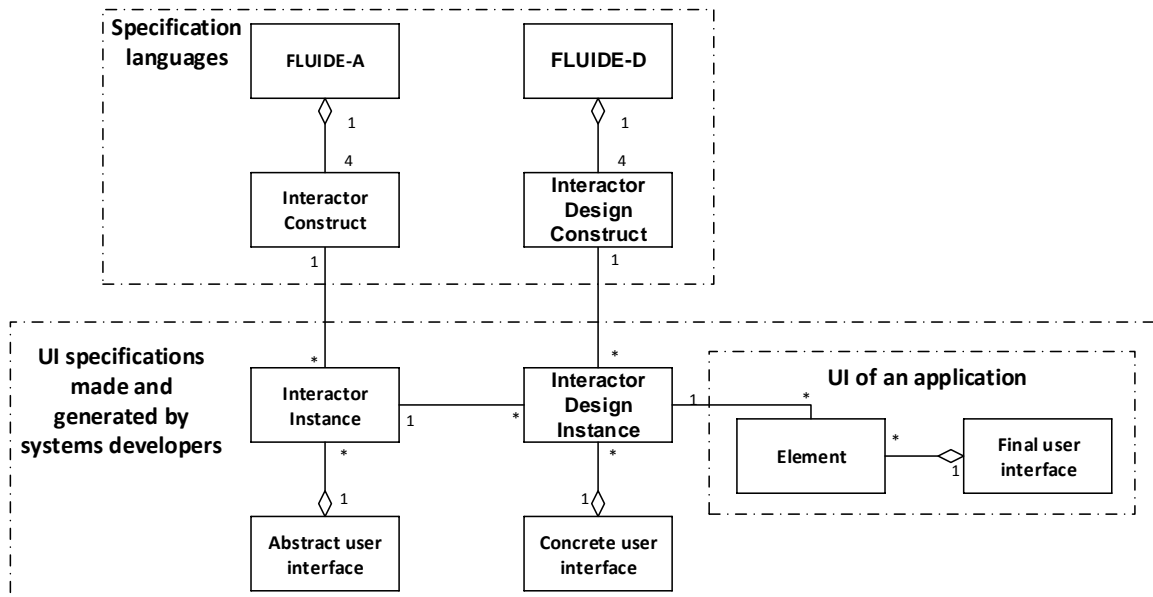 Specification
languages
FLUIDE-A
FLUIDE-D
1
1
4
4
Interactor
Construct
Interactor
Design
Construct
1
1
UI specifications
made and
generated by
systems developers
*
*
Interactor
Instance
Interactor
Design
Instance
1
*
1
*
UI of an application
Element
*
1
Final user
interface
*
*
1
1
Abstract user
interface
Concrete user
interface